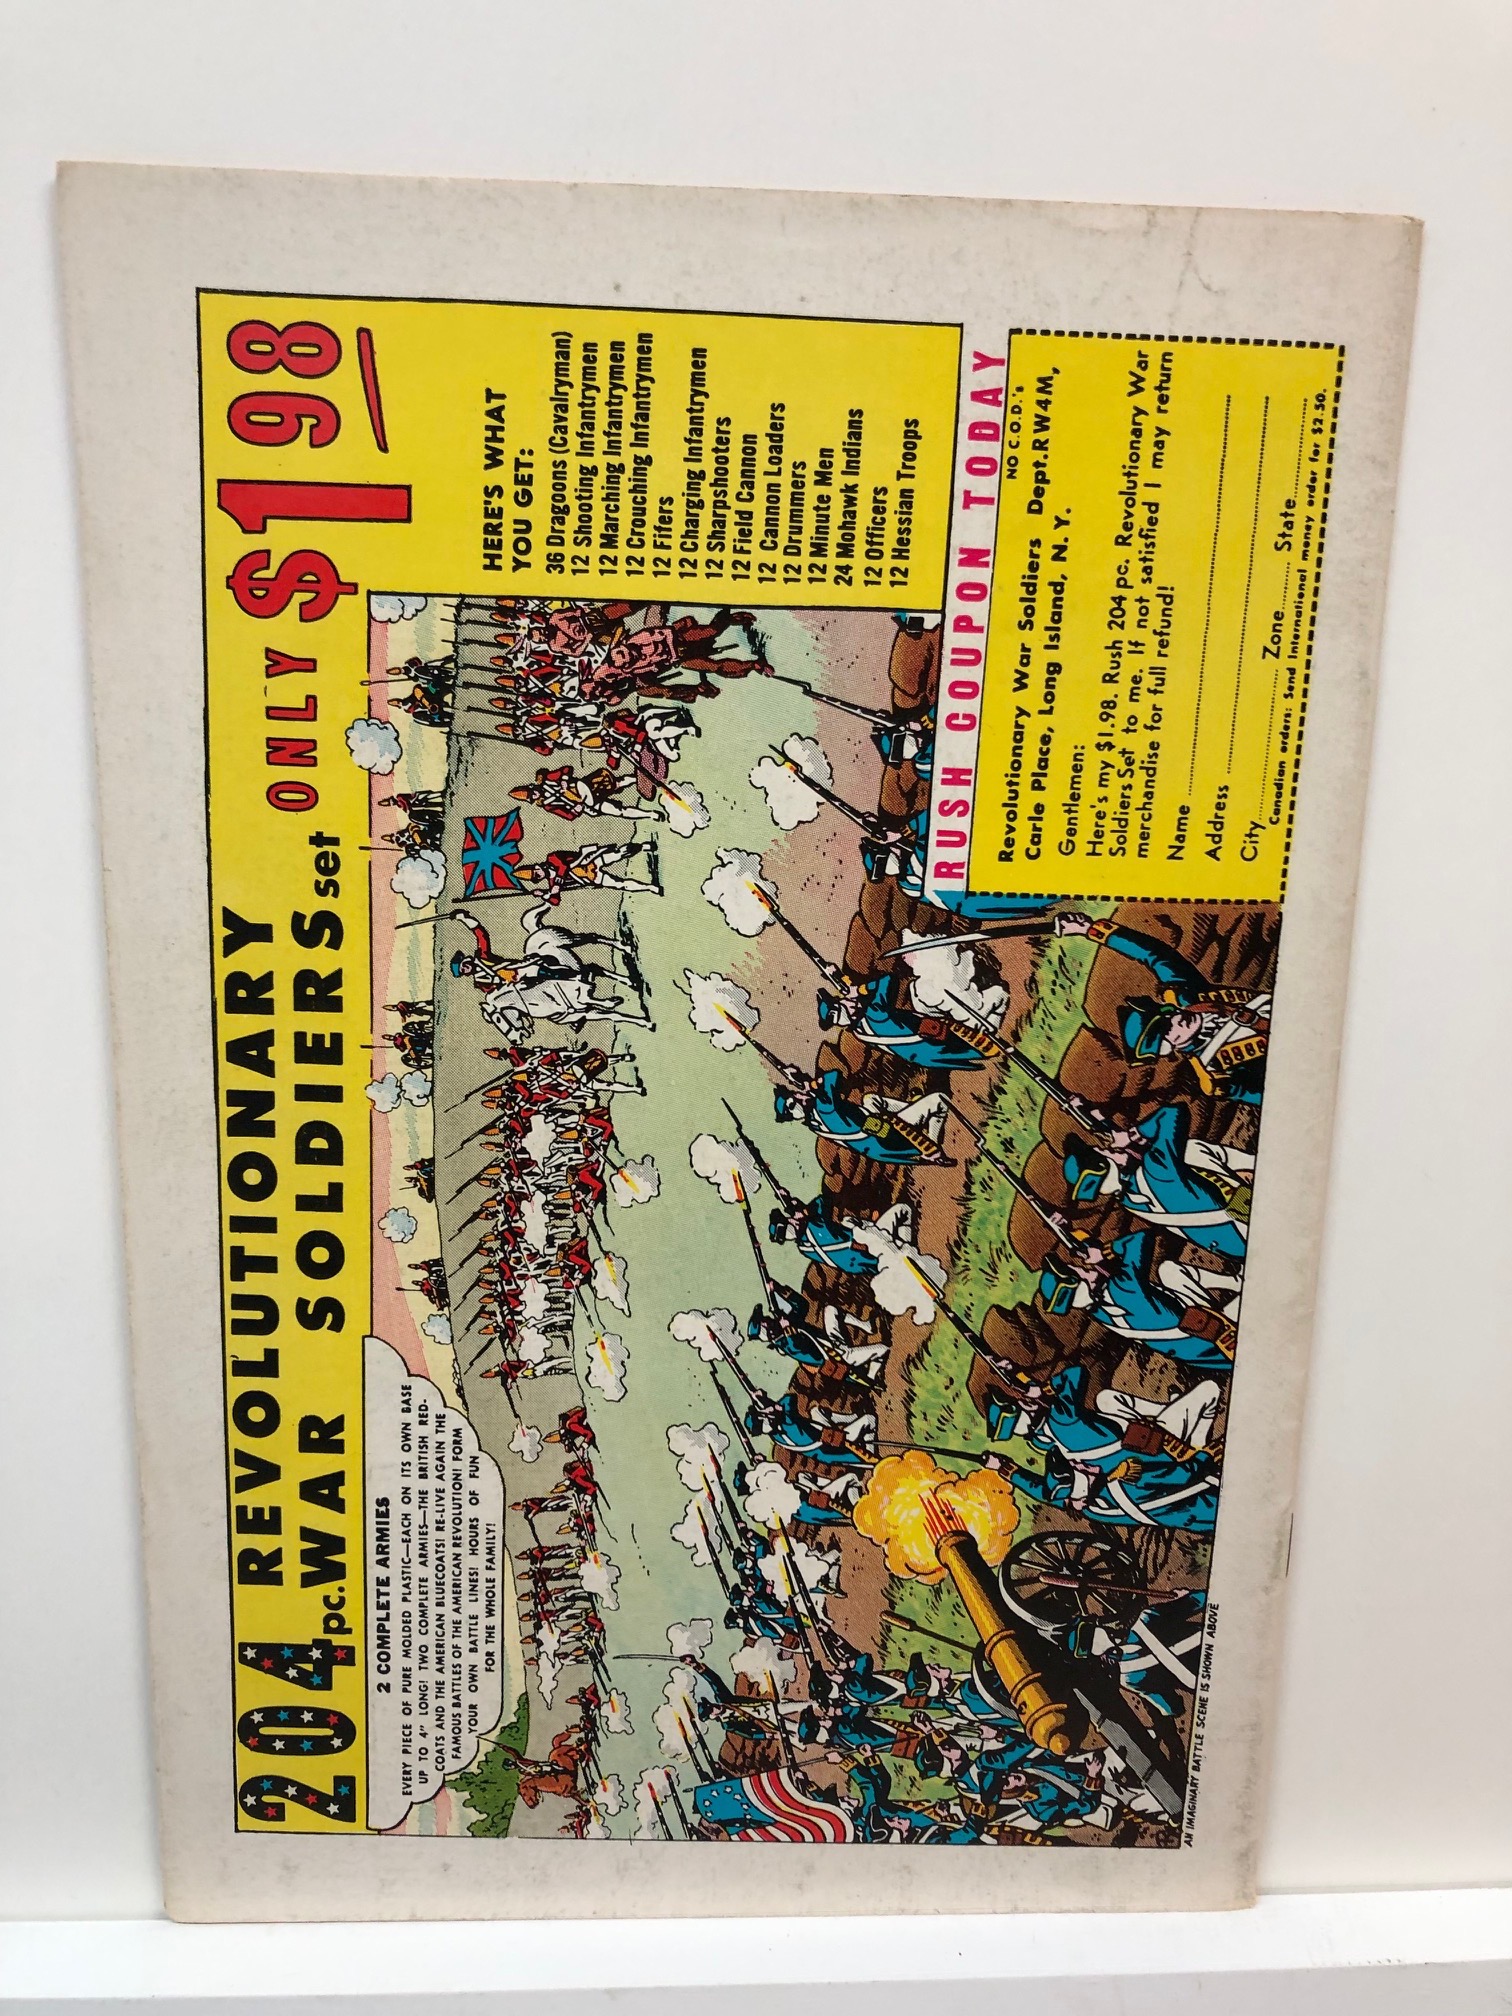 204 REVOLUTIONARY
pc. WAR SOLDIERS set ONLY $1.98
2 COMPLETE ARMIES
EVERY PIECE OF PURE MOLDED PLASTIC—EACH ON ITS OWN BASE
UP TO 4" LONG! TWO COMPLETE ARMIES—THE BRITISH RED-
COATS AND THE AMERICAN BLUECOATS! RE-LIVE AGAIN THE
FAMOUS BATTLES OF THE AMERICAN REVOLUTION! FORM
YOUR OWN BATTLE LINES! HOURS OF FUN
FOR THE WHOLE FAMILY!
HERE'S WHAT
YOU GET:
36 Dragoons (Cavalryman)
12 Shooting Infantrymen
12 Marching Infantrymen
12 Crouching Infantrymen
12 Fifers
12 Charging Infantrymen
12 Sharpshooters
12 Field Cannon
12 Cannon Loaders
12 Drummers
12 Minute Men
24 Mohawk Indians
12 Officers
12 Hessian Troops
RUSH COUPON TODAY
NO C.O.D.'s
Revolutionary War Soldiers Dept.RW4M,
Carle Place, Long Island, N.Y.
Gentlemen:
Here's my $1.98. Rush 204 pc. Revolutionary War
Soldiers Set to me. If not satisfied I may return
merchandise for full refund!
Name
Address
City Zone State
Canadian orders: Send International money order for $2.50.
AN IMAGINARY BATTLE SCENE IS SHOWN ABOVE